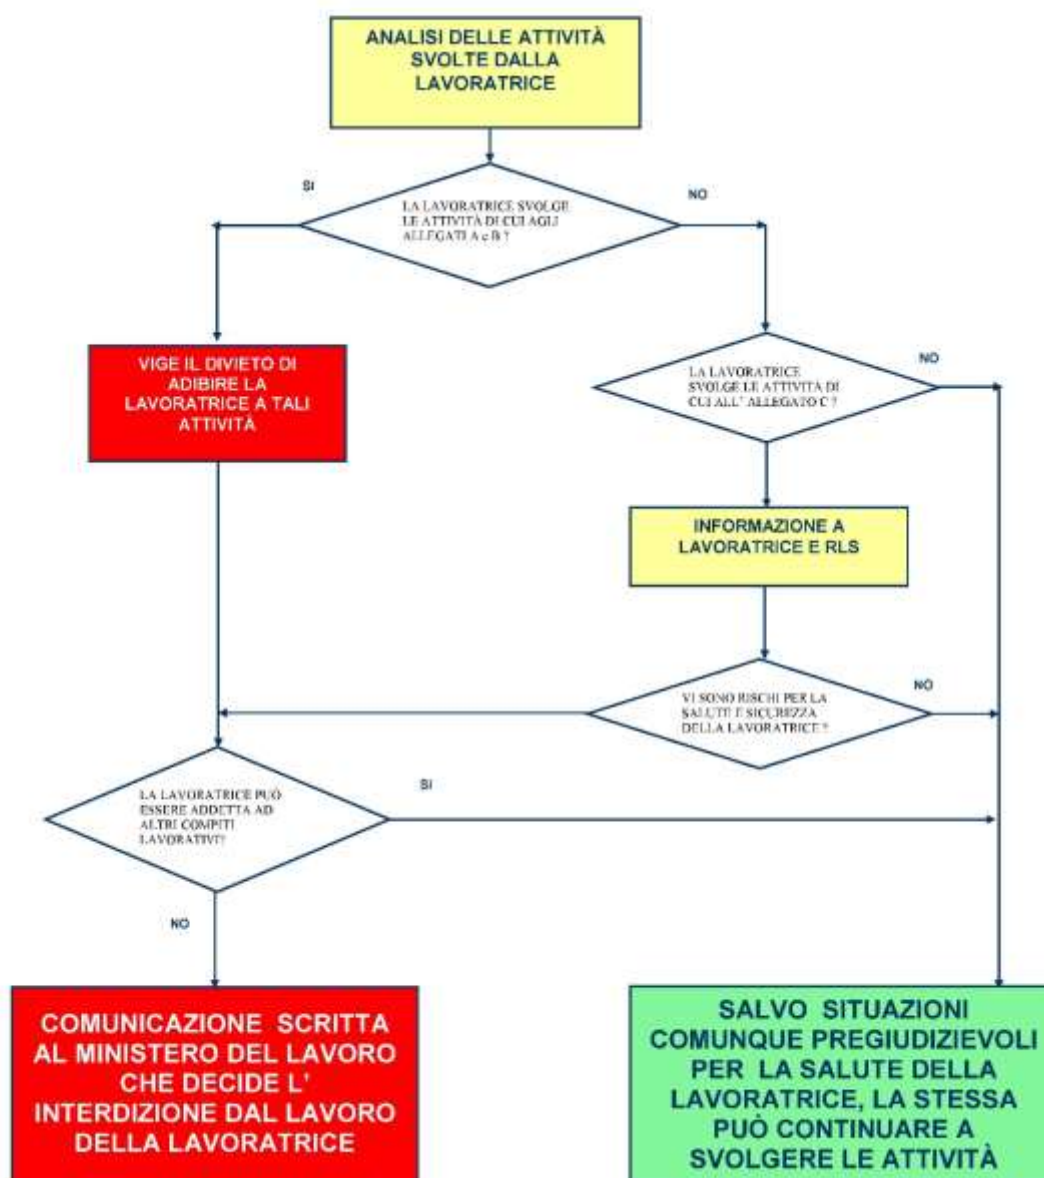 ANALISI DELLE ATTIVITÀ
SVOLTE DALLA
LAVORATRICE
SI
NO
LA LAVORATRICE SVOLGE
LE ATTIVITÀ DI CUI AGLI
ALLEGATI A e B ?
VIGE IL DIVIETO DI
ADIBIRE LA
LAVORATRICE A TALI
ATTIVITÀ
NO
LA LAVORATRICE
SVOLGE LE ATTIVITÀ DI
CUI ALL' ALLEGATO C ?
INFORMAZIONE A
LAVORATRICE E RLS
VI SONO RISCHI PER LA
SALUTE E SICUREZZA
DELLA LAVORATRICE ?
NO
LA LAVORATRICE PUÒ
ESSERE ADDETTA AD
ALTRI COMPITI
LAVORATIVI?
SI
NO
COMUNICAZIONE SCRITTA
AL MINISTERO DEL LAVORO
CHE DECIDE L'
INTERDIZIONE DAL LAVORO
DELLA LAVORATRICE
SALVO SITUAZIONI
COMUNQUE PREGIUDIZIEVOLI
PER LA SALUTE DELLA
LAVORATRICE, LA STESSA
PUÒ CONTINUARE A
SVOLGERE LE ATTIVITÀ